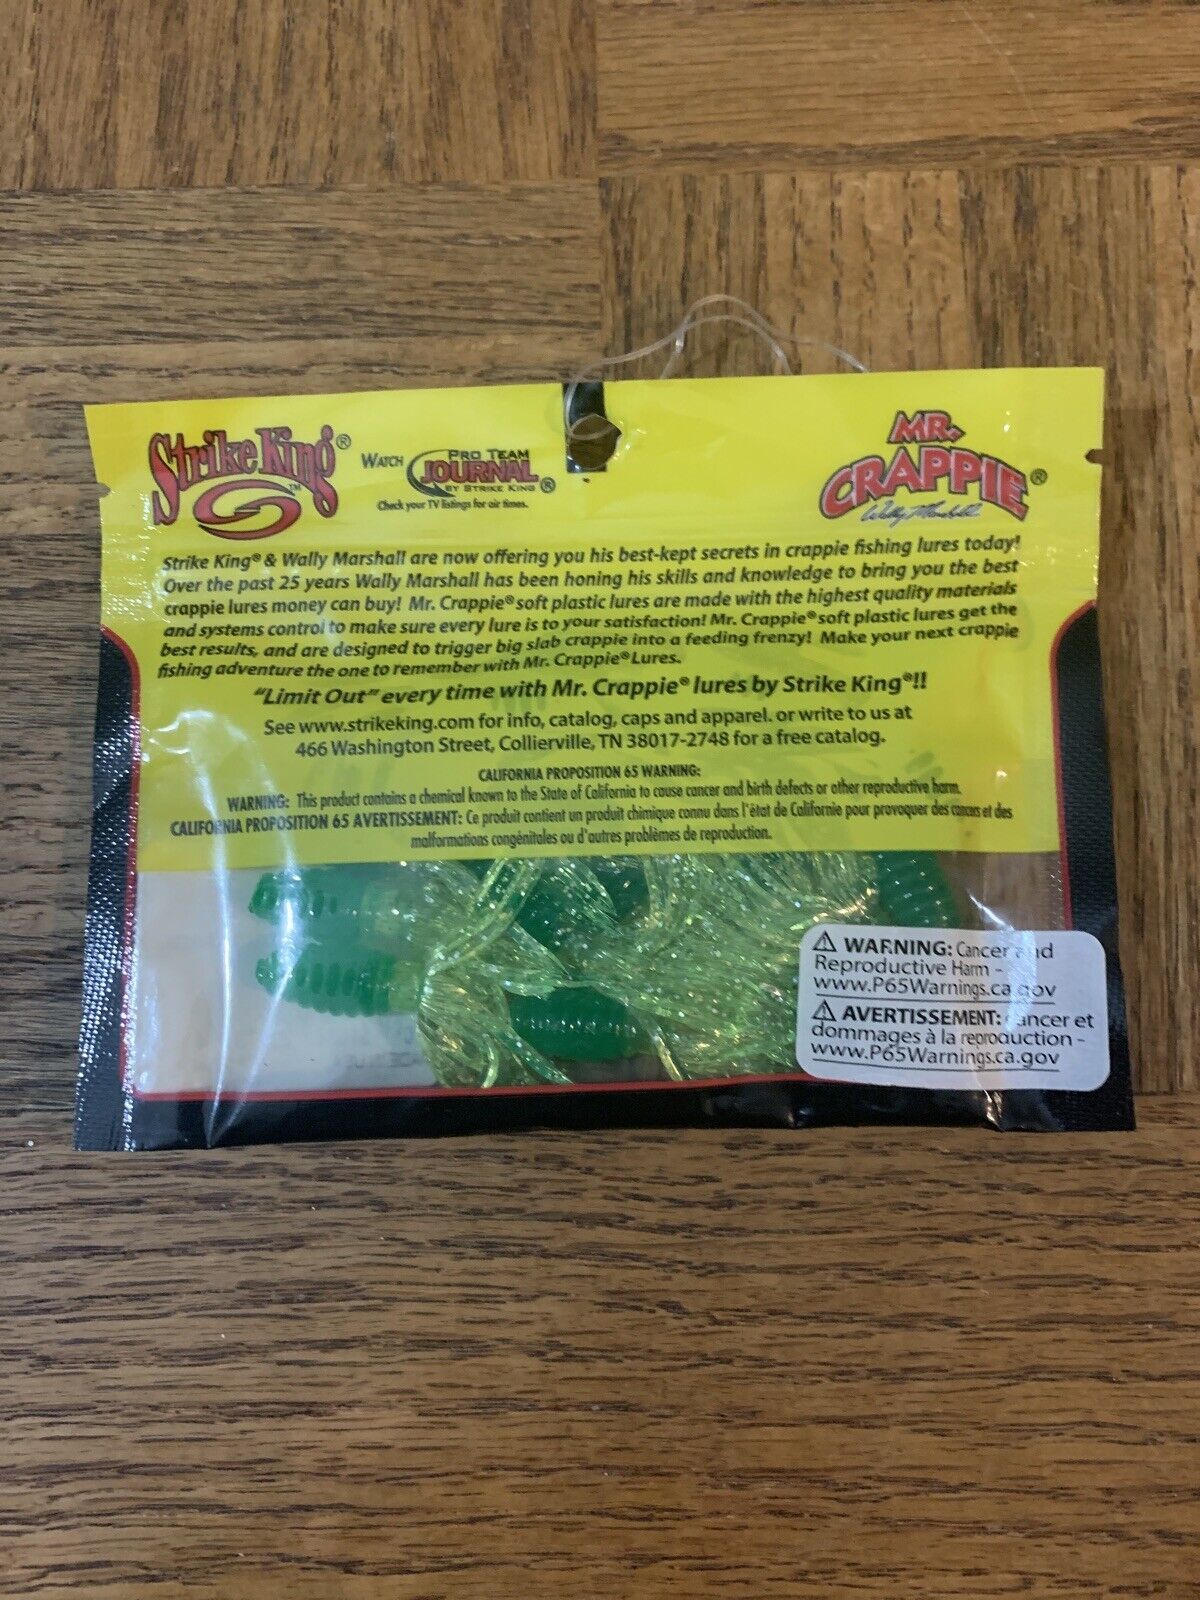 Strike King® TM
WATCH PRO TEAM
JOURNAL
BY STRIKE KING ®
Check your TV listings for air times.
MR.
CRAPPIE®
Wally Marshall
Strike King® & Wally Marshall are now offering you his best-kept secrets in crappie fishing lures today!
Over the past 25 years Wally Marshall has been honing his skills and knowledge to bring you the best
crappie lures money can buy! Mr. Crappie® soft plastic lures are made with the highest quality materials
and systems control to make sure every lure is to your satisfaction! Mr. Crappie® soft plastic lures get the
best results, and are designed to trigger big slab crappie into a feeding frenzy! Make your next crappie
fishing adventure the one to remember with Mr. Crappie® Lures.
"Limit Out" every time with Mr. Crappie® lures by Strike King®!!
See www.strikeking.com for info, catalog, caps and apparel. or write to us at
466 Washington Street, Collierville, TN 38017-2748 for a free catalog.
CALIFORNIA PROPOSITION 65 WARNING:
WARNING: This product contains a chemical known to the State of California to cause cancer and birth defects or other reproductive harm.
CALIFORNIA PROPOSITION 65 AVERTISSEMENT: Ce produit contient un produit chimique connu dans l'état de Californie pour provoquer des cancers et des
malformations congénitales ou d'autres problèmes de reproduction.
⚠ WARNING: Cancer and
Reproductive Harm -
www.P65Warnings.ca.gov
⚠ AVERTISSEMENT: Cancer et
dommages à la reproduction -
www.P65Warnings.ca.gov